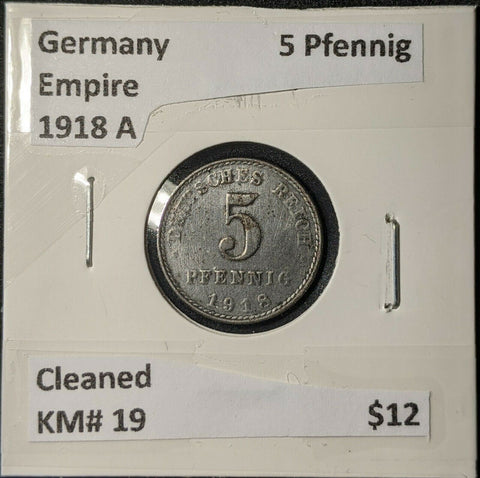 Germany 5 Pfennig
Empire
1918 A
DEUTSCHES REICH
5
PFENNIG
1918
Cleaned
KM# 19 $12